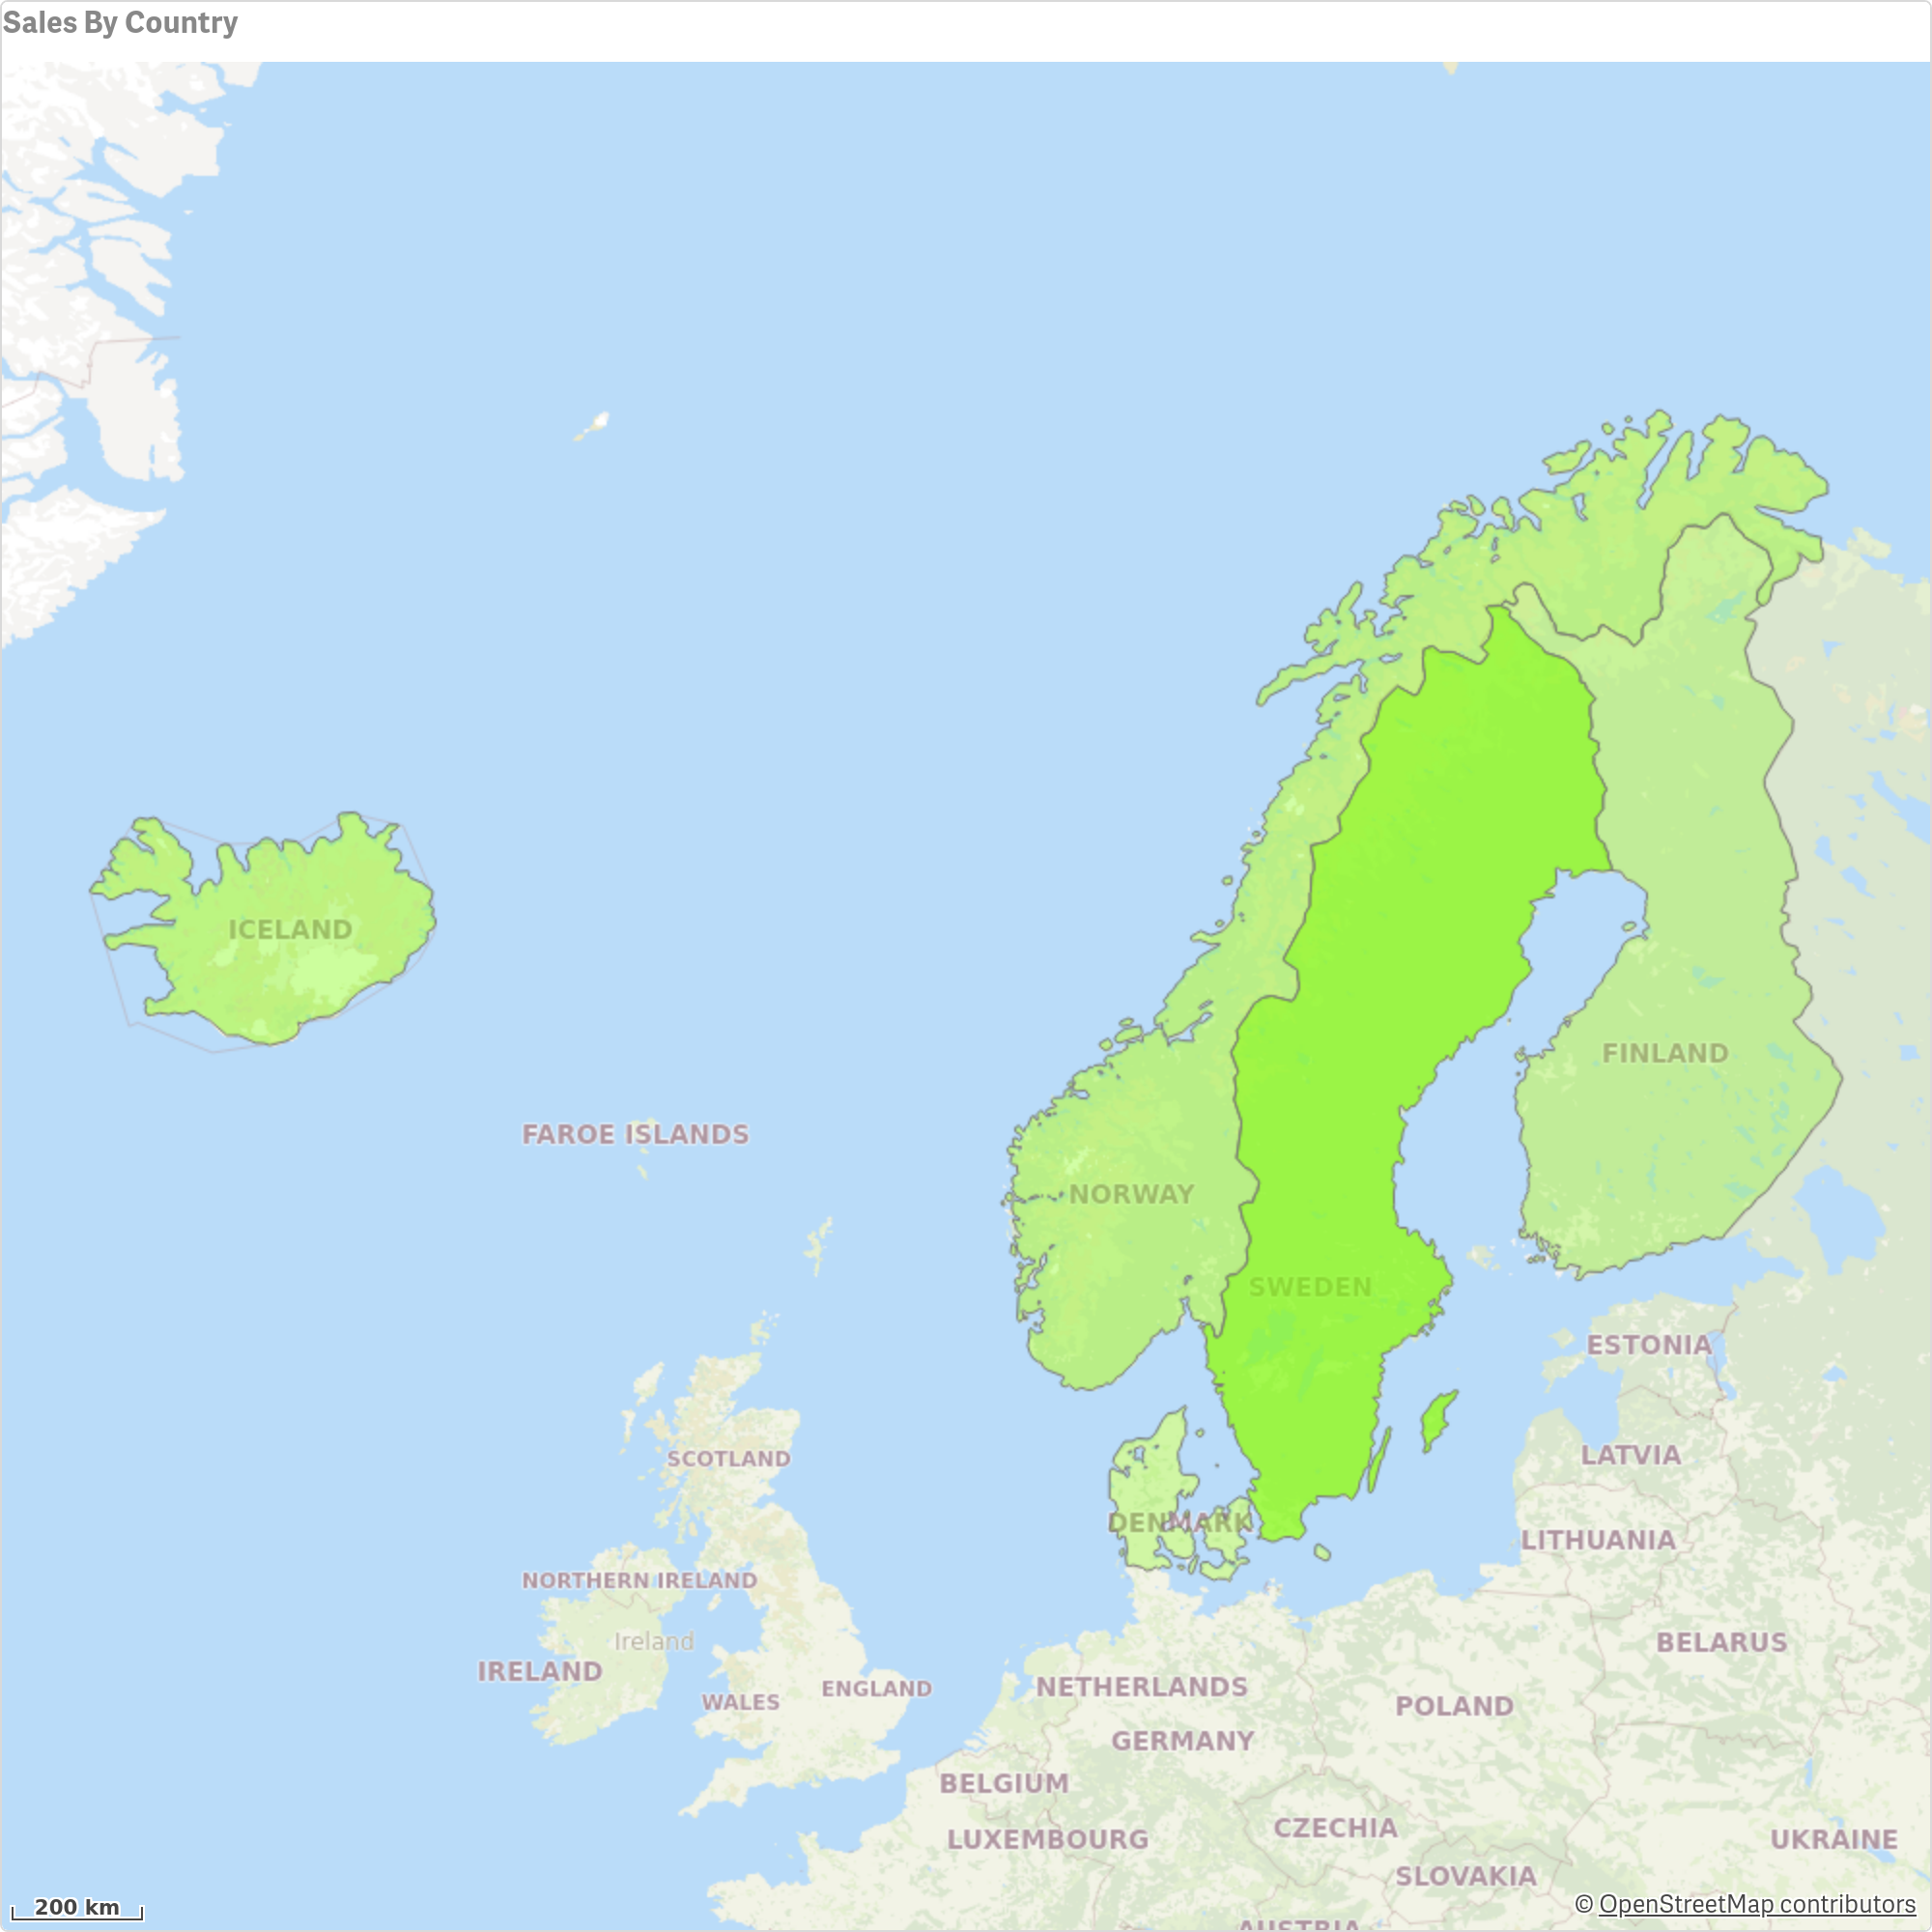 Sales By Country
ICELAND
FINLAND
FAROE ISLANDS
NORWAY
SWEDEN
ESTONIA
SCOTLAND
LATVIA
DENMARK
LITHUANIA
NORTHERN IRELAND
Ireland
BELARUS
IRELAND
NETHERLANDS
ENGLAND
WALES
POLAND
GERMANY
BELGIUM
CZECHIA
LUXEMBOURG
UKRAINE
SLOVAKIA
200 km
© OpenStreetMap contributors
AUSTRIA